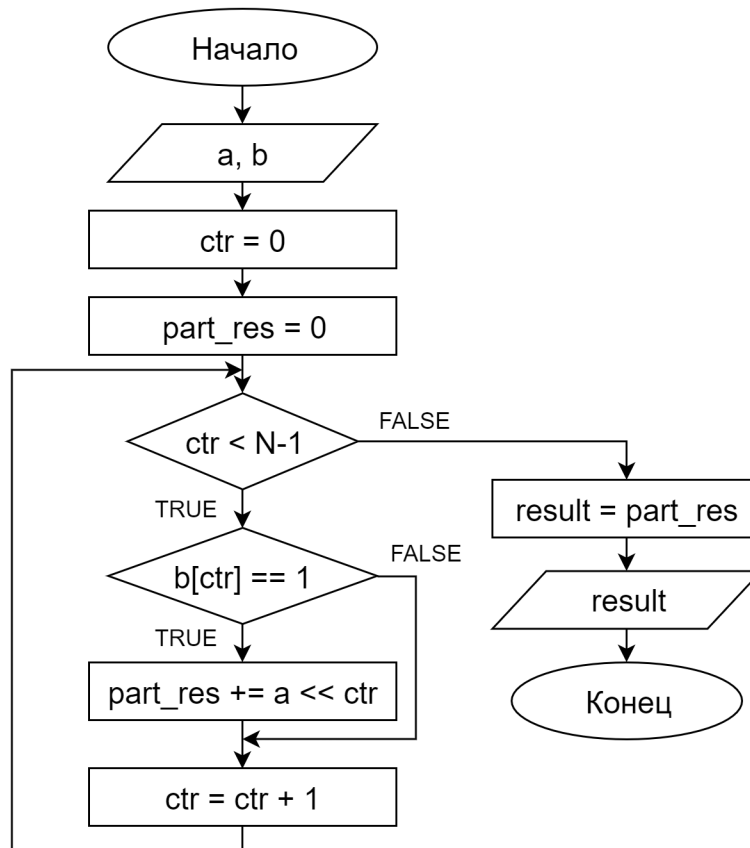 Начало
a, b
ctr = 0
part_res = 0
ctr < N-1
FALSE
TRUE
b[ctr] == 1
FALSE
TRUE
part_res += a << ctr
ctr = ctr + 1
result = part_res
result
Конец